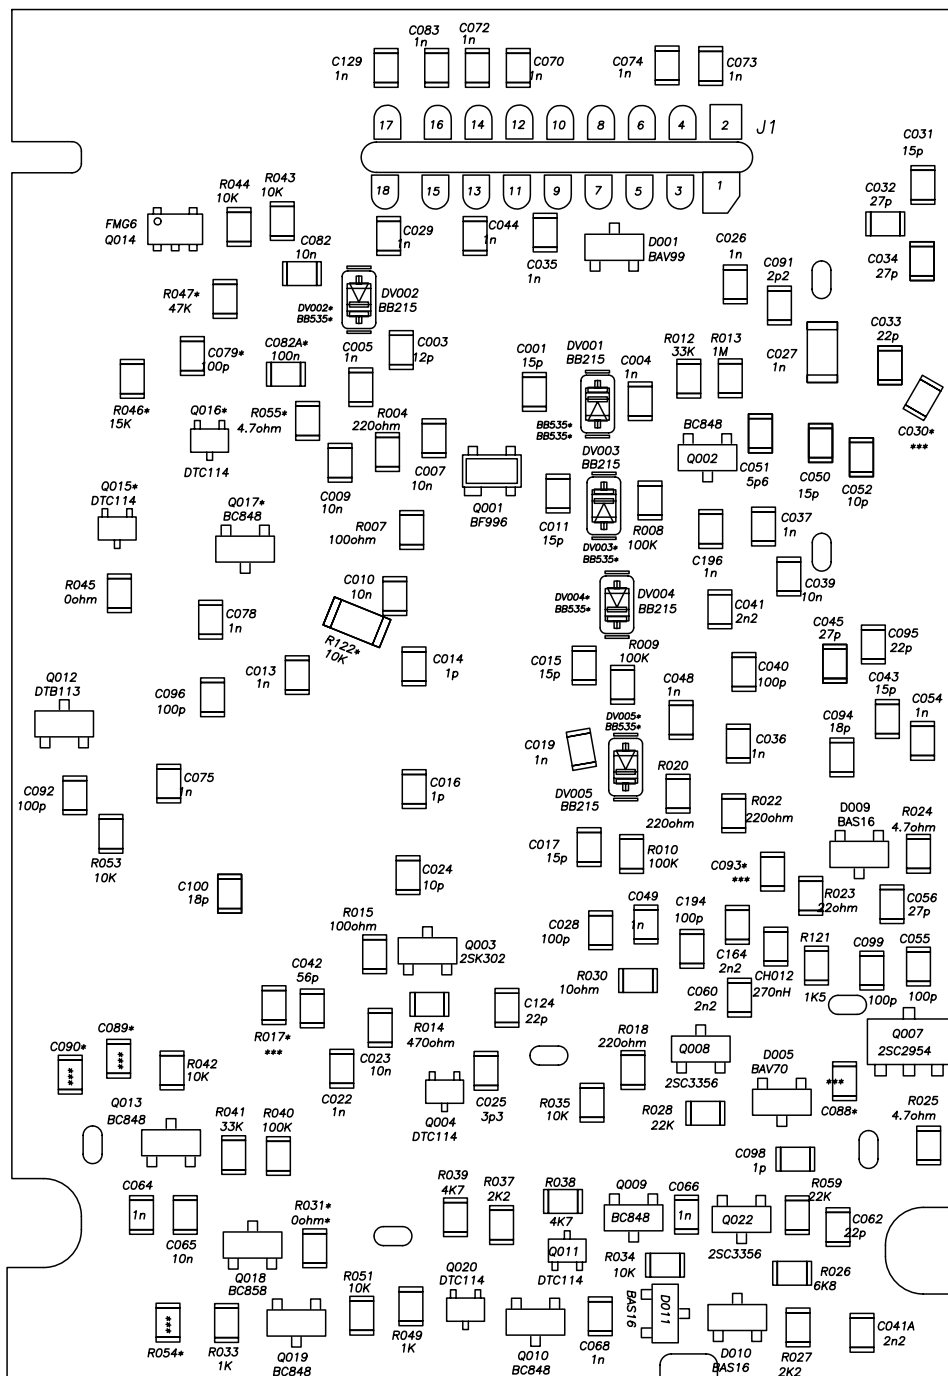 C083
1n
C072
1n
C129
1n
C070
1n
C074
1n
C073
1n
17
16
14
12
10
8
6
4
2
J1
18
15
13
11
9
7
5
3
1
C031
15p
R044
10K
R043
10K
C032
27p
FMG6
Q014
C082
10n
C029
1n
C044
1n
C035
1n
D001
BAV99
C026
1n
C091
2p2
C034
27p
R047*
47K
DV002*
BB535*
DV002
BB215
C079*
100p
C082A*
100n
C005
1n
C003
12p
C001
15p
DV001
BB215
C004
1n
R012
33K
R013
1M
C027
1n
C033
22p
R046*
15K
Q016*
DTC114
R055*
4.7ohm
R004
220ohm
C007
10n
BB535*
BB535*
DV003
BB215
BC848
Q002
C051
5p6
C050
15p
C052
10p
C030*
***
Q015*
DTC114
Q017*
BC848
C009
10n
R007
100ohm
Q001
BF996
C011
15p
DV003*
BB535*
R008
100K
C196
1n
C037
1n
C039
10n
R045
0ohm
C078
1n
C010
10n
R122*
10K
DV004*
BB535*
DV004
BB215
C041
2n2
C045
27p
C095
22p
Q012
DTB113
C096
100p
C013
1n
C014
1p
C015
15p
R009
100K
C048
1n
C040
100p
C043
15p
C054
1n
C094
18p
C092
100p
C075
1n
C016
1p
C019
1n
DV005*
BB535*
DV005
BB215
R020
220ohm
C036
1n
R022
220ohm
D009
BAS16
R024
4.7ohm
R053
10K
C100
18p
C024
10p
C017
15p
R010
100K
C093*
***
R023
22ohm
C056
27p
R015
100ohm
Q003
2SK302
C028
100p
C049
1n
C194
100p
C164
2n2
CH012
270nH
R121
1K5
C099
100p
C055
100p
C042
56p
R017*
***
R014
470ohm
C124
22p
R030
10ohm
C060
2n2
C090*
***
C089*
***
R042
10K
C022
1n
C023
10n
C025
3p3
R018
220ohm
Q008
2SC3356
D005
BAV70
Q007
2SC2954
***
C088*
Q013
BC848
R041
33K
R040
100K
Q004
DTC114
R035
10K
R028
22K
R025
4.7ohm
C098
1p
C064
1n
C065
10n
R031*
0ohm*
R039
4K7
R037
2K2
R038
4K7
Q009
BC848
C066
1n
Q022
2SC3356
R059
22K
C062
22p
Q018
BC858
Q011
DTC114
R034
10K
R026
6K8
R054*
***
R033
1K
Q019
BC848
R051
10K
R049
1K
Q020
DTC114
Q010
BC848
C068
1n
BAS16
D011
D010
BAS16
R027
2K2
C041A
2n2